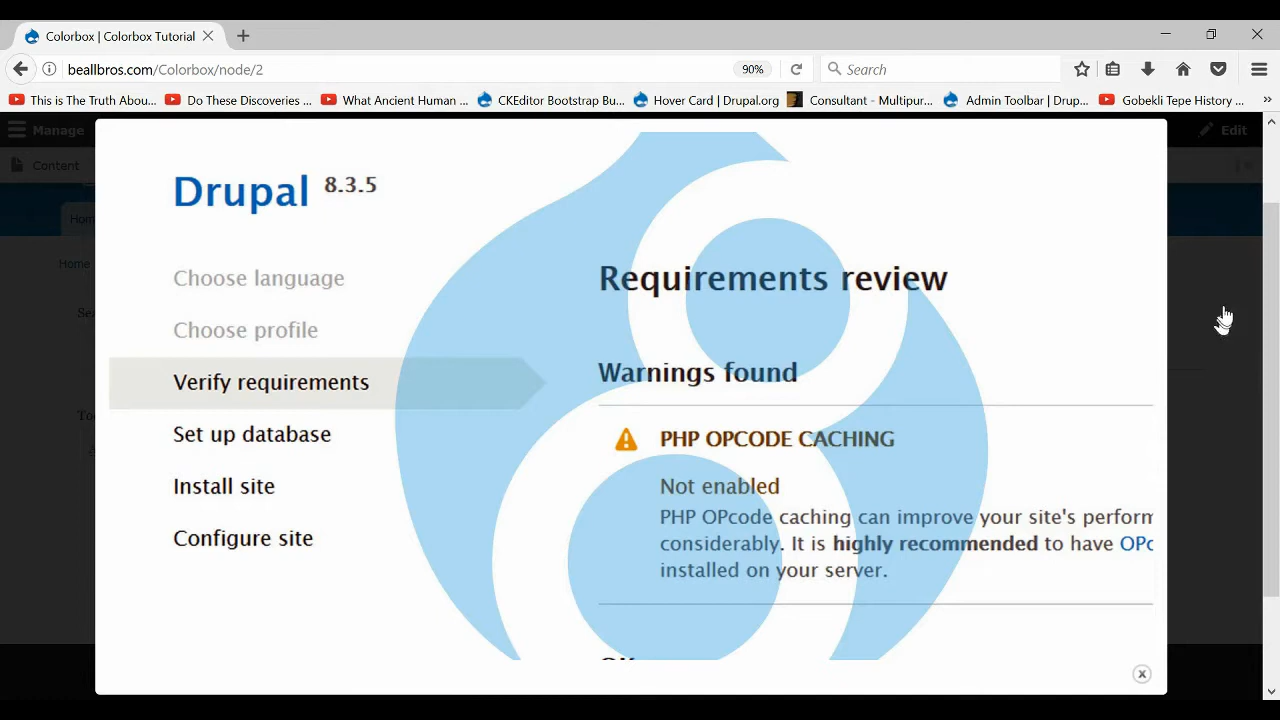 Colorbox | Colorbox Tutorial
beallbros.com/Colorbox/node/2
90%
Search
This is The Truth Abou...
Do These Discoveries ...
What Ancient Human ...
CKEditor Bootstrap Bu...
Hover Card | Drupal.org
Consultant - Multipur...
Admin Toolbar | Drup...
Gobekli Tepe History ...
Manage
Edit
Content
Hom
Home
Sea
Too
Drupal 8.3.5
Choose language
Choose profile
Verify requirements
Set up database
Install site
Configure site
Requirements review
Warnings found
PHP OPCODE CACHING
Not enabled
PHP OPcode caching can improve your site's perform
considerably. It is highly recommended to have OPc
installed on your server.